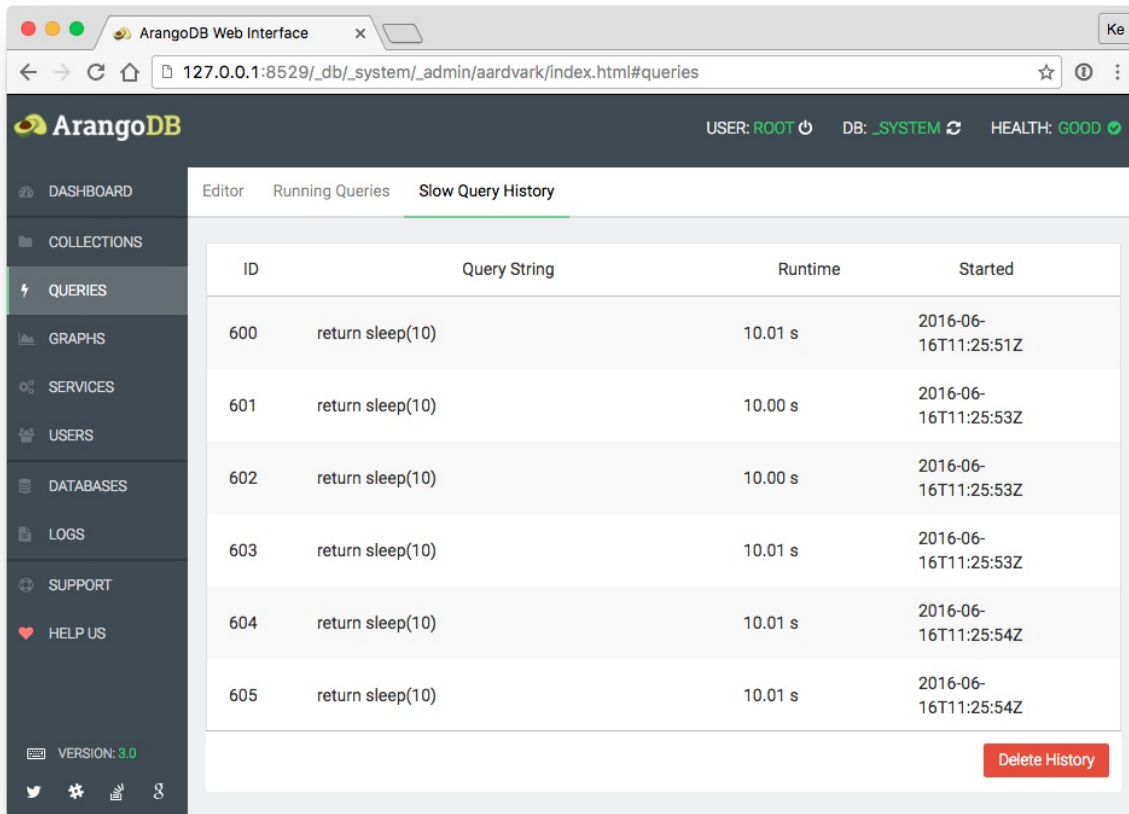 ArangoDB Web Interface
Ke
127.0.0.1:8529/_db/_system/_admin/aardvark/index.html#queries
ArangoDB
USER: ROOT DB: _SYSTEM HEALTH: GOOD
DASHBOARD
COLLECTIONS
QUERIES
GRAPHS
SERVICES
USERS
DATABASES
LOGS
SUPPORT
HELP US
VERSION: 3.0
Editor Running Queries Slow Query History
ID Query String Runtime Started
600 return sleep(10) 10.01 s 2016-06-
16T11:25:51Z
601 return sleep(10) 10.00 s 2016-06-
16T11:25:53Z
602 return sleep(10) 10.00 s 2016-06-
16T11:25:53Z
603 return sleep(10) 10.01 s 2016-06-
16T11:25:53Z
604 return sleep(10) 10.01 s 2016-06-
16T11:25:54Z
605 return sleep(10) 10.01 s 2016-06-
16T11:25:54Z
Delete History